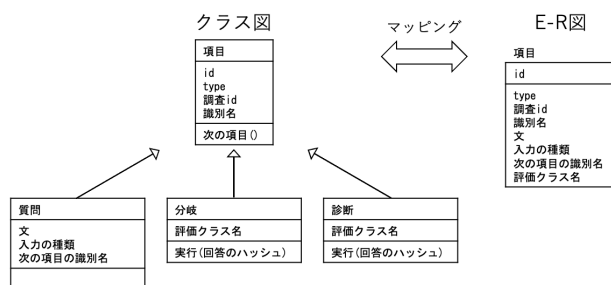 クラス図
マッピング
E-R図
項目
id
type
調査id
識別名
次の項目()
項目
id
type
調査id
識別名
文
入力の種類
次の項目の識別名
評価クラス名
質問
文
入力の種類
次の項目の識別名
分岐
評価クラス名
実行(回答のハッシュ)
診断
評価クラス名
実行(回答のハッシュ)